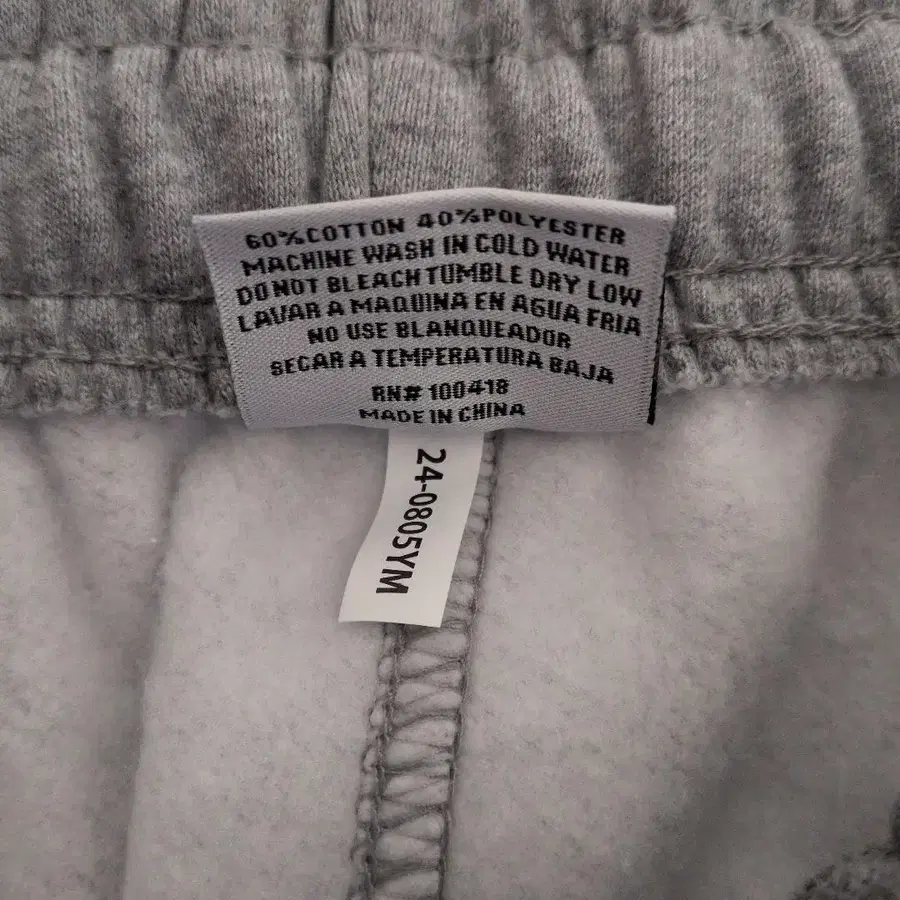 60%COTTON 40%POLYESTER
MACHINE WASH IN COLD WATER
DO NOT BLEACH TUMBLE DRY LOW
LAVAR A MAQUINA EN AGUA FRIA
NO USE BLANQUEADOR
SECAR A TEMPERATURA BAJA
RN# 100418
MADE IN CHINA
24-0805YM